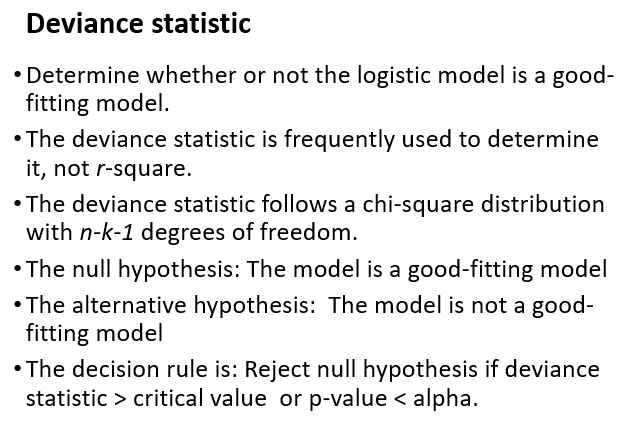 Deviance statistic
• Determine whether or not the logistic model is a good-
fitting model.
• The deviance statistic is frequently used to determine
it, not r-square.
• The deviance statistic follows a chi-square distribution
with n-k-1 degrees of freedom.
• The null hypothesis: The model is a good-fitting model
• The alternative hypothesis:  The model is not a good-
fitting model
• The decision rule is: Reject null hypothesis if deviance
statistic > critical value  or p-value < alpha.